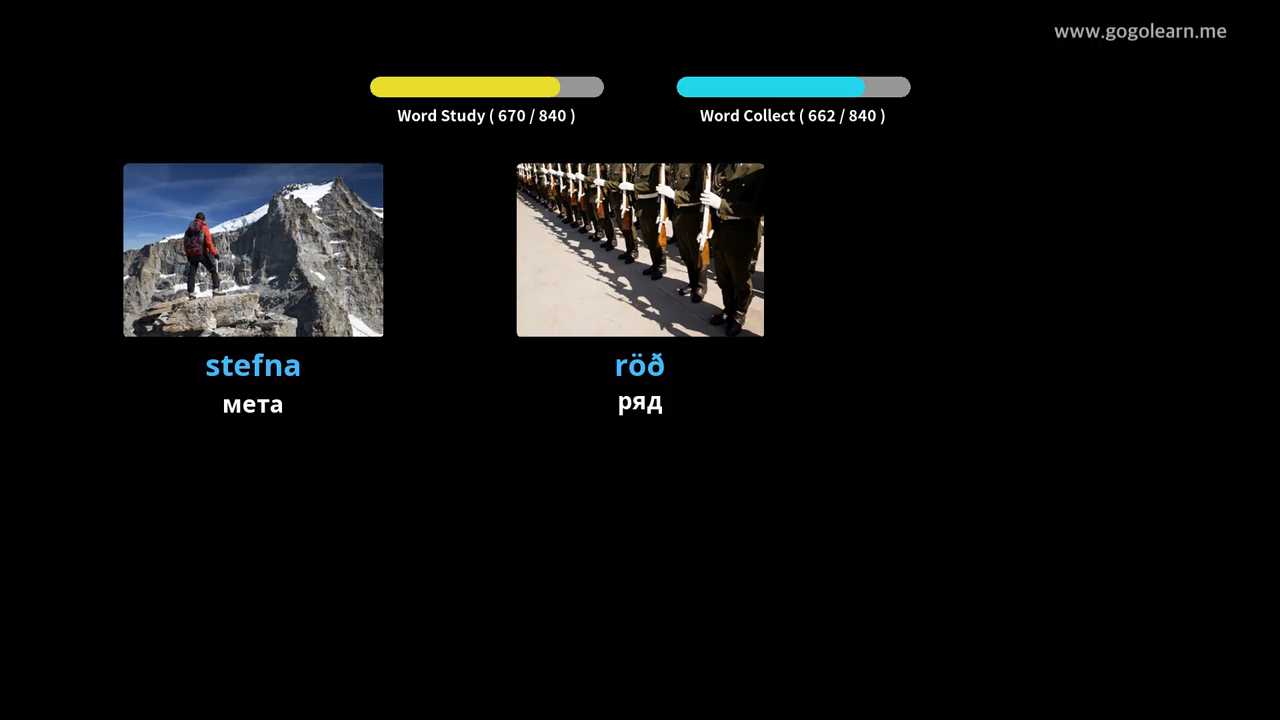 www.gogolearn.me
Word Study ( 670 / 840 )
Word Collect ( 662 / 840 )
stefna
мета
röð
ряд